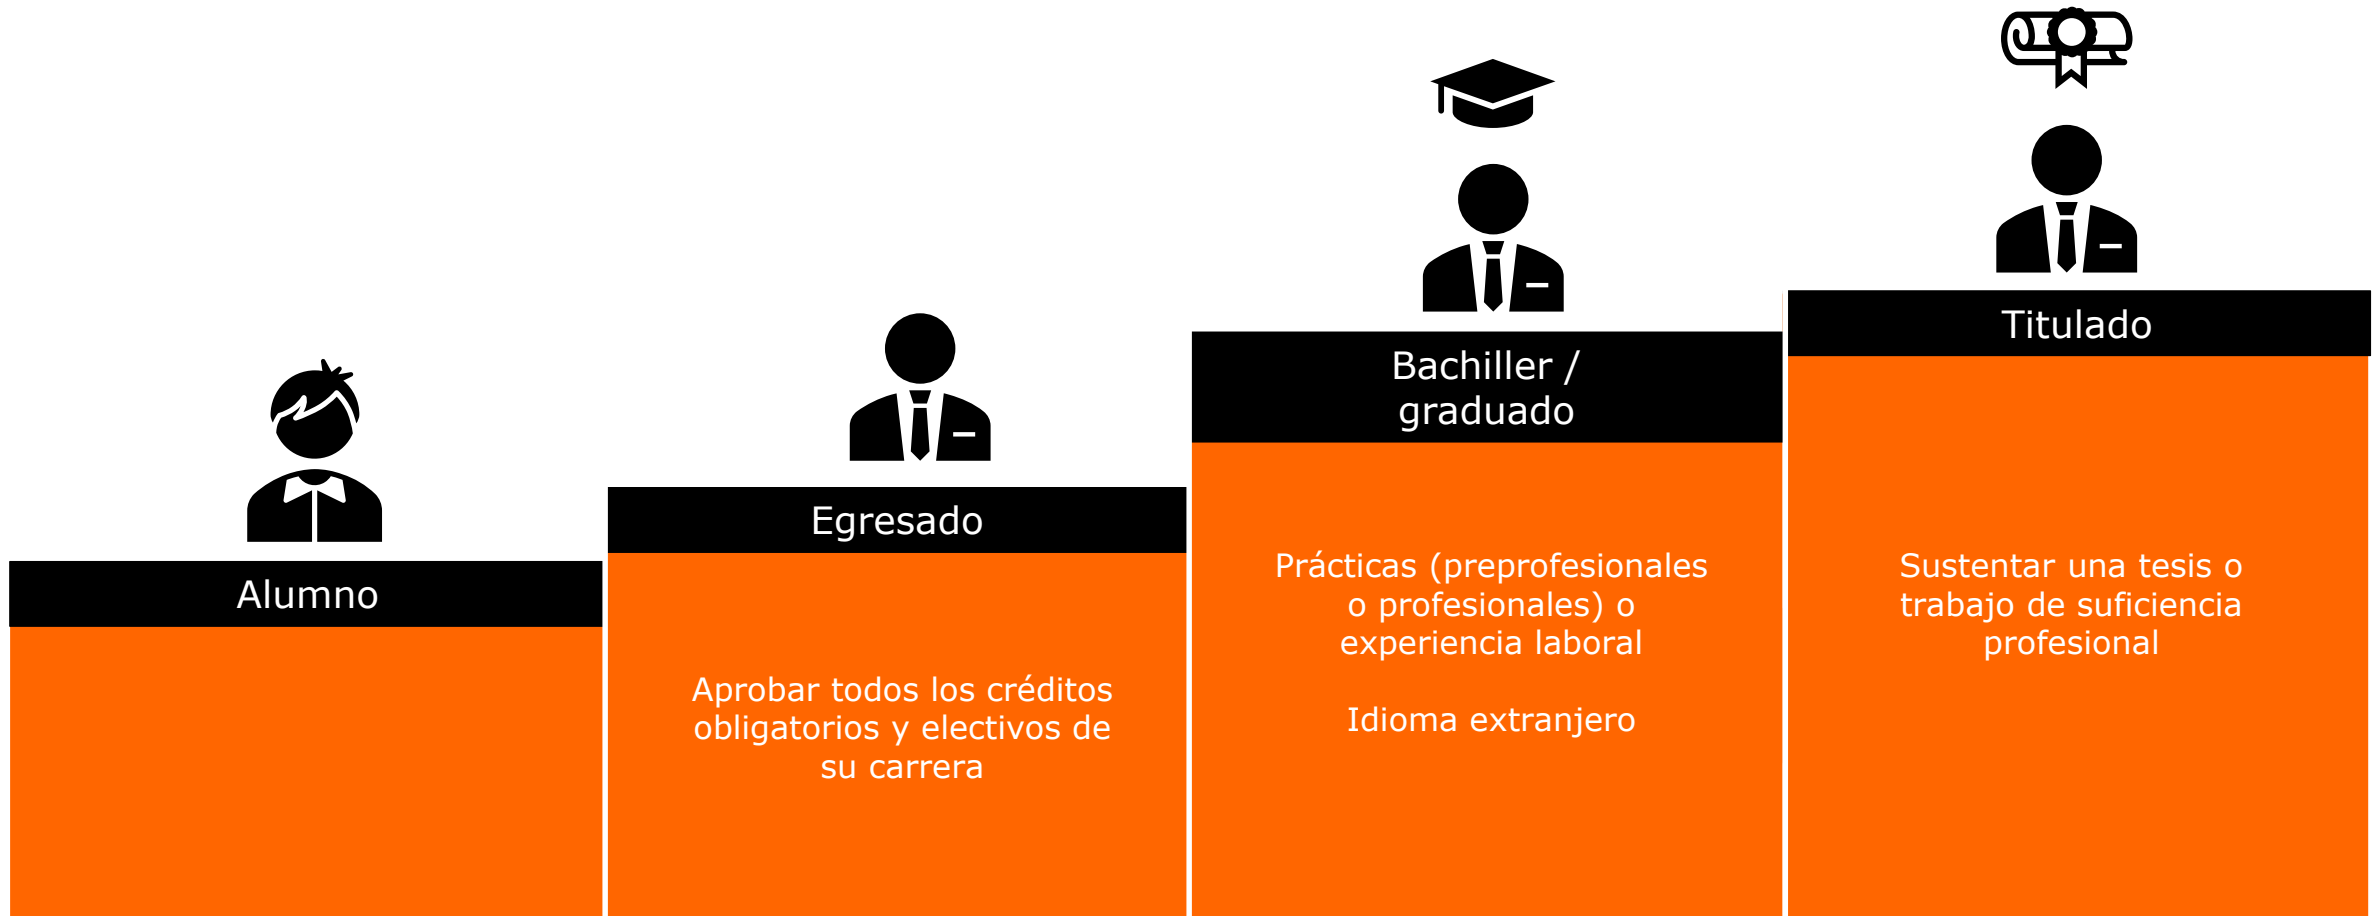 Alumno
Egresado
Aprobar todos los créditos
obligatorios y electivos de
su carrera
Bachiller /
graduado
Prácticas (preprofesionales
o profesionales) o
experiencia laboral
Idioma extranjero
Titulado
Sustentar una tesis o
trabajo de suficiencia
profesional